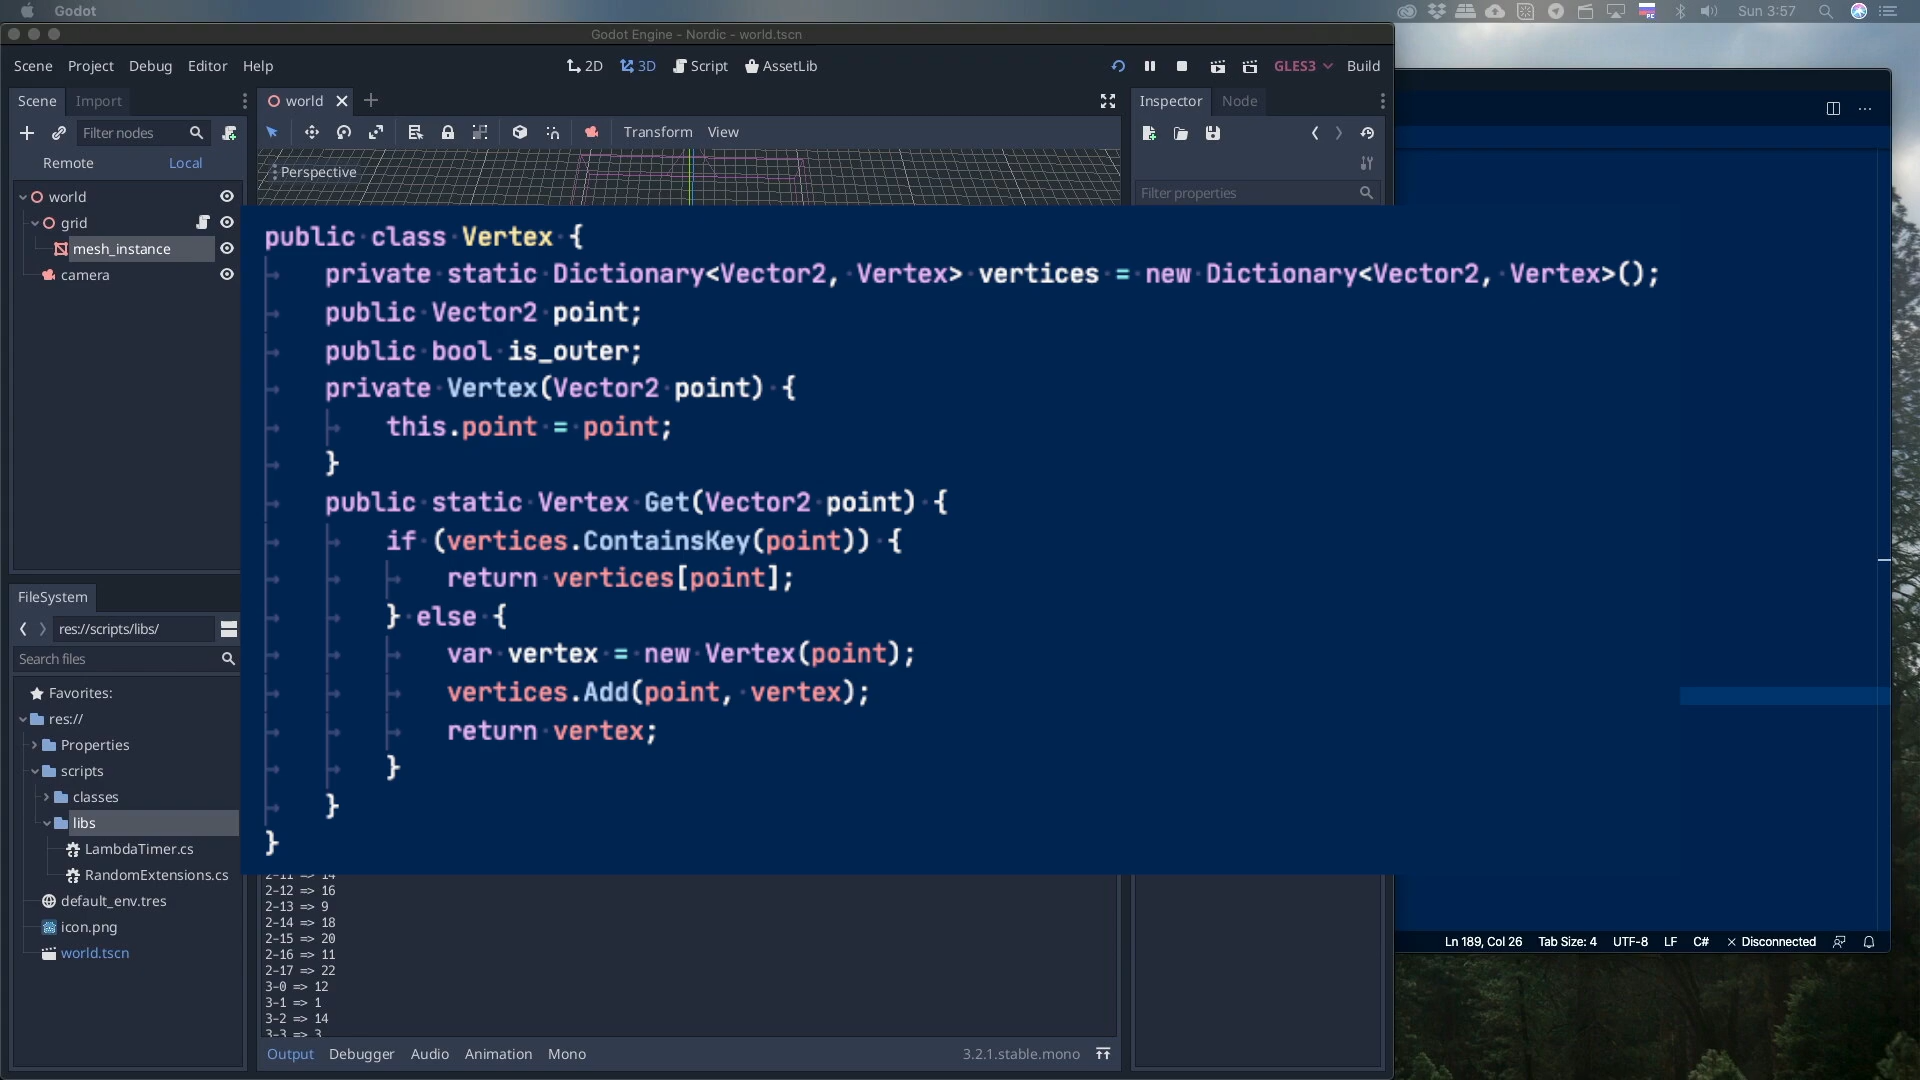 Godot
Sun 3:57
Godot Engine - Nordic - world.tscn
Scene Project Debug Editor Help
2D 3D Script AssetLib
GLES3 Build
Scene Import
world
Inspector Node
Filter nodes
Transform View
Remote Local
Perspective
Filter properties
world
grid
mesh_instance
camera
public class Vertex {
private static Dictionary<Vector2, Vertex> vertices = new Dictionary<Vector2, Vertex>();
public Vector2 point;
public bool is_outer;
private Vertex(Vector2 point) {
this.point = point;
}
public static Vertex Get(Vector2 point) {
if (vertices.ContainsKey(point)) {
return vertices[point];
} else {
var vertex = new Vertex(point);
vertices.Add(point, vertex);
return vertex;
}
}
}
FileSystem
res://scripts/libs/
Search files
Favorites:
res://
Properties
scripts
classes
libs
LambdaTimer.cs
RandomExtensions.cs
default_env.tres
icon.png
world.tscn
2-11 => 14
2-12 => 16
2-13 => 9
2-14 => 18
2-15 => 20
2-16 => 11
2-17 => 22
3-0 => 12
3-1 => 1
3-2 => 14
3-3 => 3
Output Debugger Audio Animation Mono
3.2.1.stable.mono
Ln 189, Col 26 Tab Size: 4 UTF-8 LF C# Disconnected